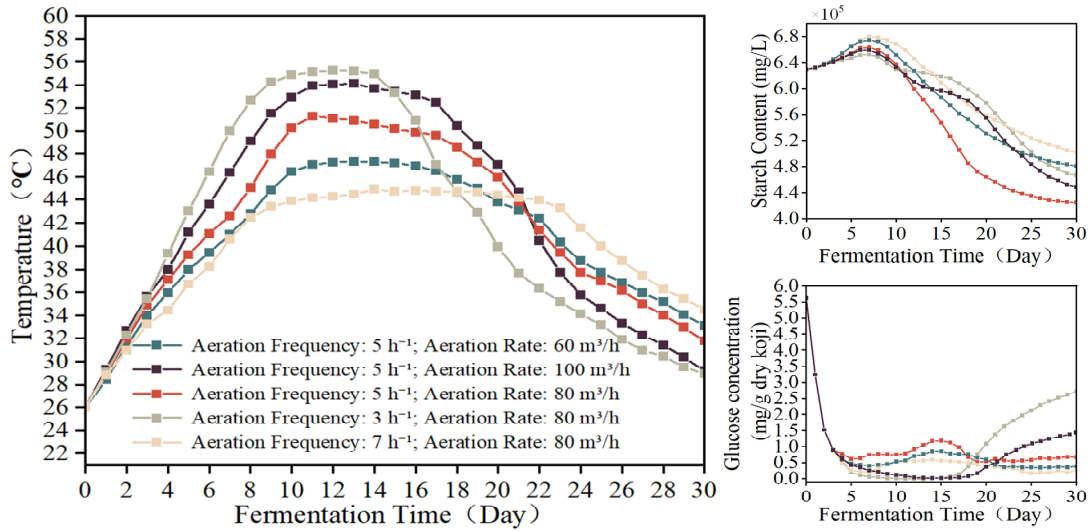 60
58
56
54
52
50
48
46
44
42
40
38
36
34
32
30
28
26
24
22
Temperature（℃）
Aeration Frequency: 5 h⁻¹; Aeration Rate: 60 m³/h
Aeration Frequency: 5 h⁻¹; Aeration Rate: 100 m³/h
Aeration Frequency: 5 h⁻¹; Aeration Rate: 80 m³/h
Aeration Frequency: 3 h⁻¹; Aeration Rate: 80 m³/h
Aeration Frequency: 7 h⁻¹; Aeration Rate: 80 m³/h
0 2 4 6 8 10 12 14 16 18 20 22 24 26 28 30
Fermentation Time（Day）
×10⁵
6.8
6.4
6.0
5.6
5.2
4.8
4.4
4.0
Starch Content (mg/L)
0 5 10 15 20 25 30
Fermentation Time（Day）
6.0
5.5
5.0
4.5
4.0
3.5
3.0
2.5
2.0
1.5
1.0
0.5
0.0
Glucose concentration
(mg/g dry koji)
0 5 10 15 20 25 30
Fermentation Time（Day）